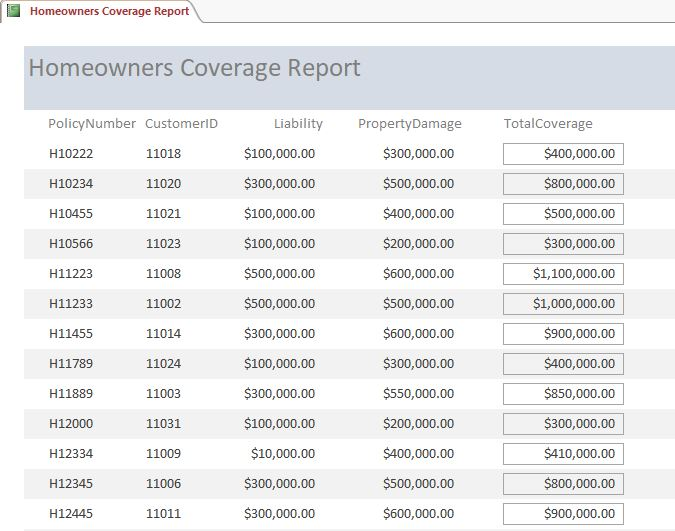 Homeowners Coverage Report
Homeowners Coverage Report
PolicyNumber CustomerID Liability PropertyDamage TotalCoverage
H10222 11018 $100,000.00 $300,000.00 $400,000.00
H10234 11020 $300,000.00 $500,000.00 $800,000.00
H10455 11021 $100,000.00 $400,000.00 $500,000.00
H10566 11023 $100,000.00 $200,000.00 $300,000.00
H11223 11008 $500,000.00 $600,000.00 $1,100,000.00
H11233 11002 $500,000.00 $500,000.00 $1,000,000.00
H11455 11014 $300,000.00 $600,000.00 $900,000.00
H11789 11024 $100,000.00 $300,000.00 $400,000.00
H11889 11003 $300,000.00 $550,000.00 $850,000.00
H12000 11031 $100,000.00 $200,000.00 $300,000.00
H12334 11009 $10,000.00 $400,000.00 $410,000.00
H12345 11006 $300,000.00 $500,000.00 $800,000.00
H12445 11011 $300,000.00 $600,000.00 $900,000.00